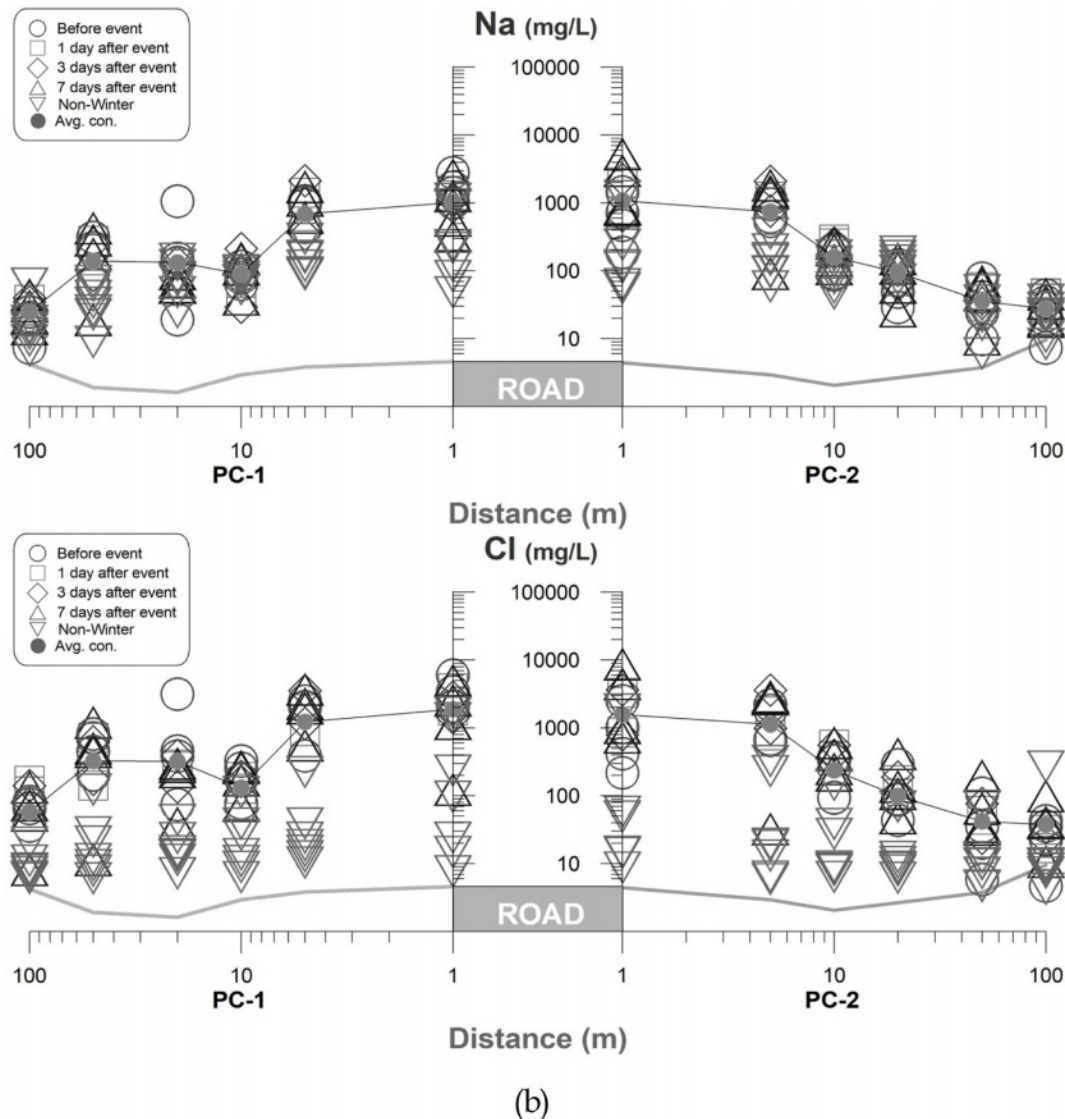 Na (mg/L)
Before event
1 day after event
3 days after event
7 days after event
Non-Winter
Avg. con.
100000
10000
1000
100
10
ROAD
100 10 1 1 10 100
PC-1 PC-2
Distance (m)
Cl (mg/L)
Before event
1 day after event
3 days after event
7 days after event
Non-Winter
Avg. con.
100000
10000
1000
100
10
ROAD
100 10 1 1 10 100
PC-1 PC-2
Distance (m)
(b)